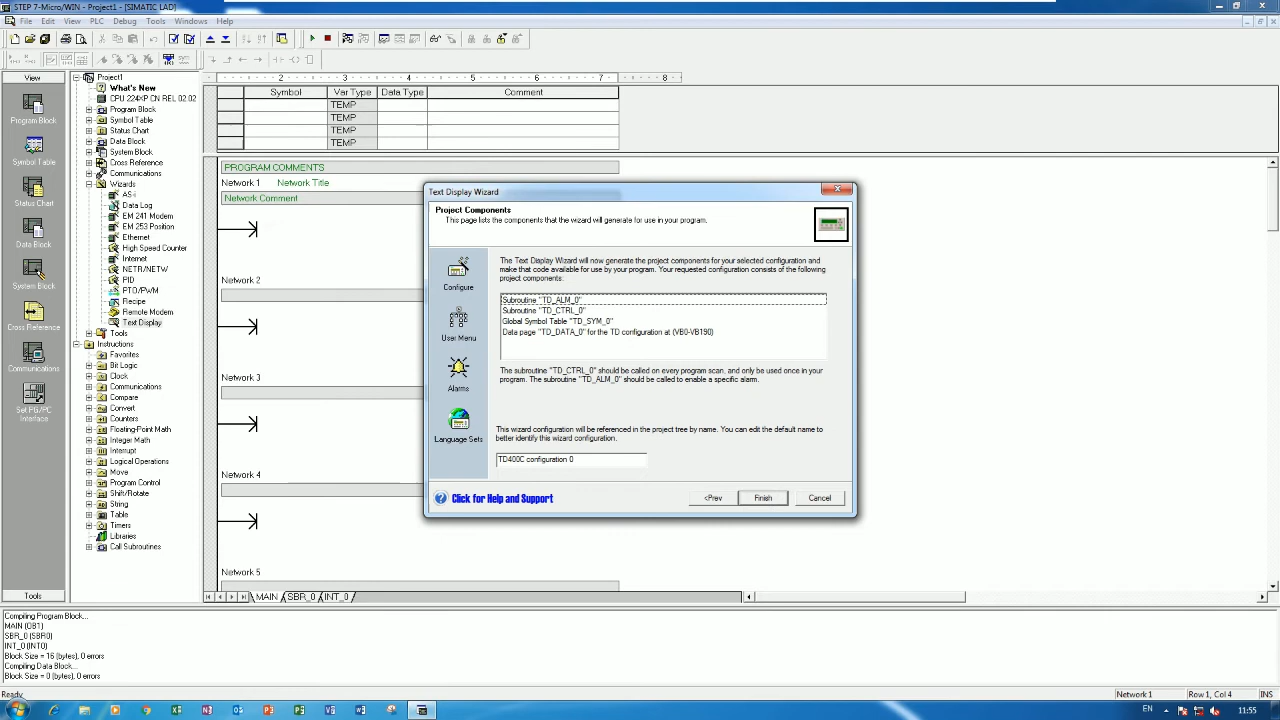 STEP 7-Micro/WIN - Project1 - [SIMATIC LAD]
File Edit View PLC Debug Tools Windows Help
View
Program Block
Symbol Table
Status Chart
Data Block
System Block
Cross Reference
Communications
Set PG/PC
Interface
Tools
Project1
What's New
CPU 224XP CN REL 02.02
Program Block
Symbol Table
Status Chart
Data Block
System Block
Cross Reference
Communications
Wizards
AS-i
Data Log
EM 241 Modem
EM 253 Position
Ethernet
High Speed Counter
Internet
NETR/NETW
PID
PTO/PWM
Recipe
Remote Modem
Text Display
Tools
Instructions
Favorites
Bit Logic
Clock
Communications
Compare
Convert
Counters
Floating-Point Math
Integer Math
Interrupt
Logical Operations
Move
Program Control
Shift/Rotate
String
Table
Timers
Libraries
Call Subroutines
2 3 4 5 6 7 8
Symbol Var Type Data Type Comment
TEMP
TEMP
TEMP
TEMP
PROGRAM COMMENTS
Network 1 Network Title
Network Comment
Network 2
Network 3
Network 4
Network 5
MAIN SBR_0 INT_0
Text Display Wizard
Project Components
This page lists the components that the wizard will generate for use in your program.
Configure
User Menu
Alarms
Language Sets
The Text Display Wizard will now generate the project components for your selected configuration and
make that code available for use by your program. Your requested configuration consists of the following
project components:
Subroutine "TD_ALM_0"
Subroutine "TD_CTRL_0"
Global Symbol Table "TD_SYM_0"
Data page "TD_DATA_0" for the TD configuration at (VB0-VB190)
The subroutine "TD_CTRL_0" should be called on every program scan, and only be used once in your
program. The subroutine "TD_ALM_0" should be called to enable a specific alarm.
This wizard configuration will be referenced in the project tree by name. You can edit the default name to
better identify this wizard configuration.
TD400C configuration 0
Click for Help and Support
<Prev Finish Cancel
Compiling Program Block...
MAIN (OB1)
SBR_0 (SBR0)
INT_0 (INT0)
Block Size = 16 (bytes), 0 errors
Compiling Data Block...
Block Size = 0 (bytes), 0 errors
Ready Network 1 Row 1, Col 4 INS
EN 11:55